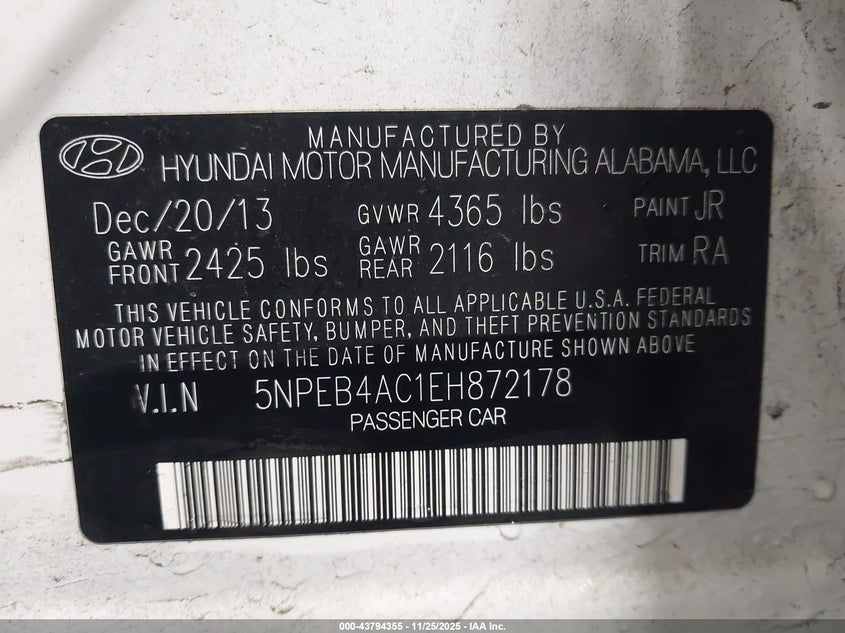 MANUFACTURED BY
HYUNDAI MOTOR MANUFACTURING ALABAMA, LLC
Dec/20/13 GVWR 4365 lbs PAINT JR
GAWR FRONT 2425 lbs GAWR REAR 2116 lbs TRIM RA
THIS VEHICLE CONFORMS TO ALL APPLICABLE U.S.A. FEDERAL
MOTOR VEHICLE SAFETY, BUMPER, AND THEFT PREVENTION STANDARDS
IN EFFECT ON THE DATE OF MANUFACTURE SHOWN ABOVE
V.I.N 5NPEB4AC1EH872178
PASSENGER CAR
000-43794355 - 11/25/2025 - IAA Inc.